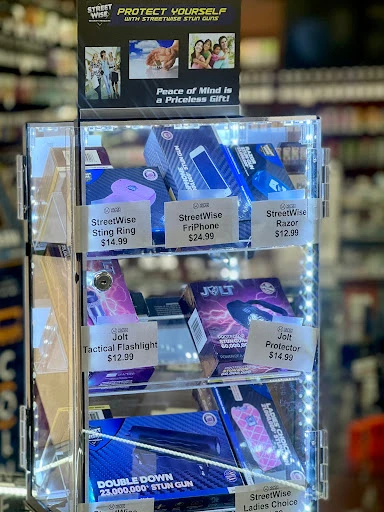 STREET
WISE
PROTECT YOURSELF
WITH STREETWISE STUN GUNS
Peace of Mind is
a Priceless Gift!
StreetWise
Sting Ring
$14.99
StreetWise
FriPhone
$24.99
StreetWise
Razor
$12.99
Jolt
Tactical Flashlight
$12.99
JOLT
Jolt
Protector
$14.99
DOUBLE DOWN
23,000,000* STUN GUN
StreetWise
StreetWise
Ladies Choice